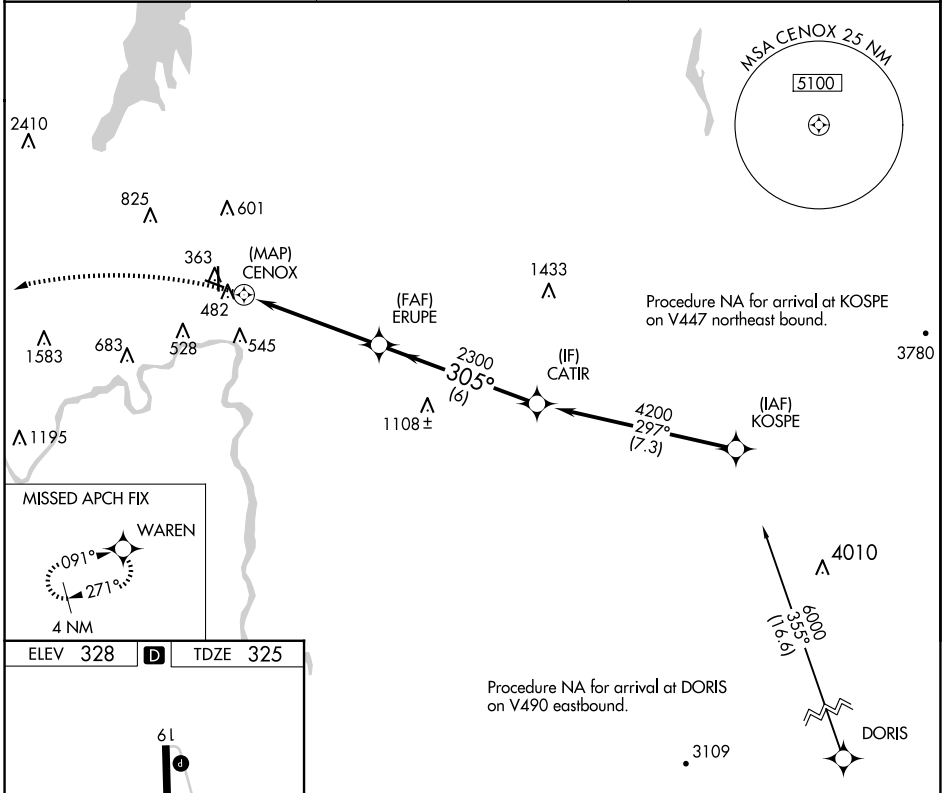 MSA CENOX 25 NM
5100
2410
825
601
363
(MAP)
CENOX
482
1433
(FAF)
ERUPE
Procedure NA for arrival at KOSPE
on V447 northeast bound.
3780
1583
683
528
545
2300
305°
(6)
(IF)
CATIR
1108 ±
4200
297°
(7.3)
(IAF)
KOSPE
1195
MISSED APCH FIX
WAREN
091°
271°
4 NM
4010
6000
355°
(16.6)
ELEV 328 D TDZE 325
Procedure NA for arrival at DORIS
on V490 eastbound.
DORIS
3109
19
P